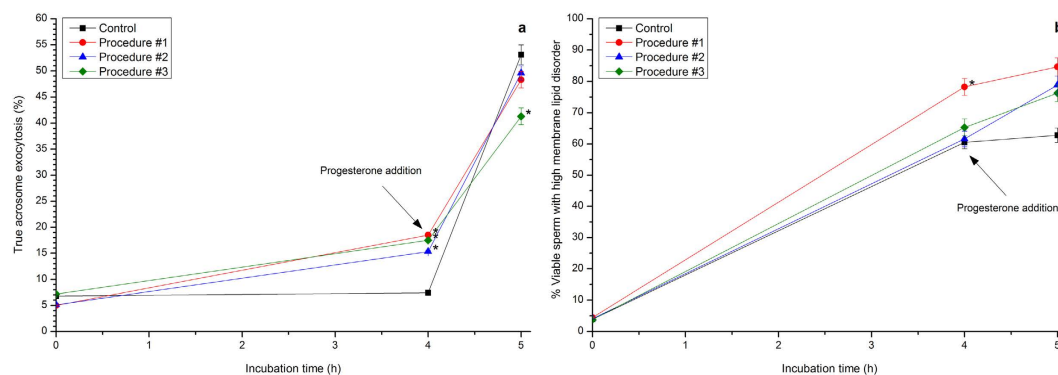 a
Control
Procedure #1
Procedure #2
Procedure #3
True acrosome exocytosis (%)
60
55
50
45
40
35
30
25
20
15
10
5
0
Progesterone addition
*
*
*
*
0 1 2 3 4 5
Incubation time (h)
b
Control
Procedure #1
Procedure #2
Procedure #3
% Viable sperm with high membrane lipid disorder
100
90
80
70
60
50
40
30
20
10
0
*
Progesterone addition
0 1 2 3 4 5
Incubation time (h)